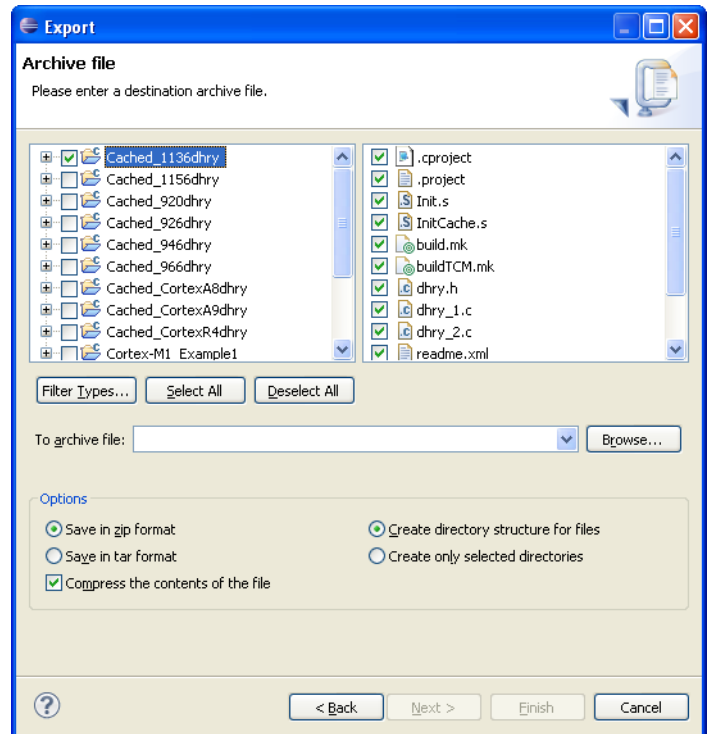 Export
Archive file
Please enter a destination archive file.
Cached_1136dhry
Cached_1156dhry
Cached_920dhry
Cached_926dhry
Cached_946dhry
Cached_966dhry
Cached_CortexA8dhry
Cached_CortexA9dhry
Cached_CortexR4dhry
Cortex-M1 Example1
.cproject
.project
Init.s
InitCache.s
build.mk
buildTCM.mk
dhry.h
dhry_1.c
dhry_2.c
readme.xml
Filter Types... Select All Deselect All
To archive file: Browse...
Options
Save in zip format
Save in tar format
Compress the contents of the file
Create directory structure for files
Create only selected directories
? < Back Next > Finish Cancel